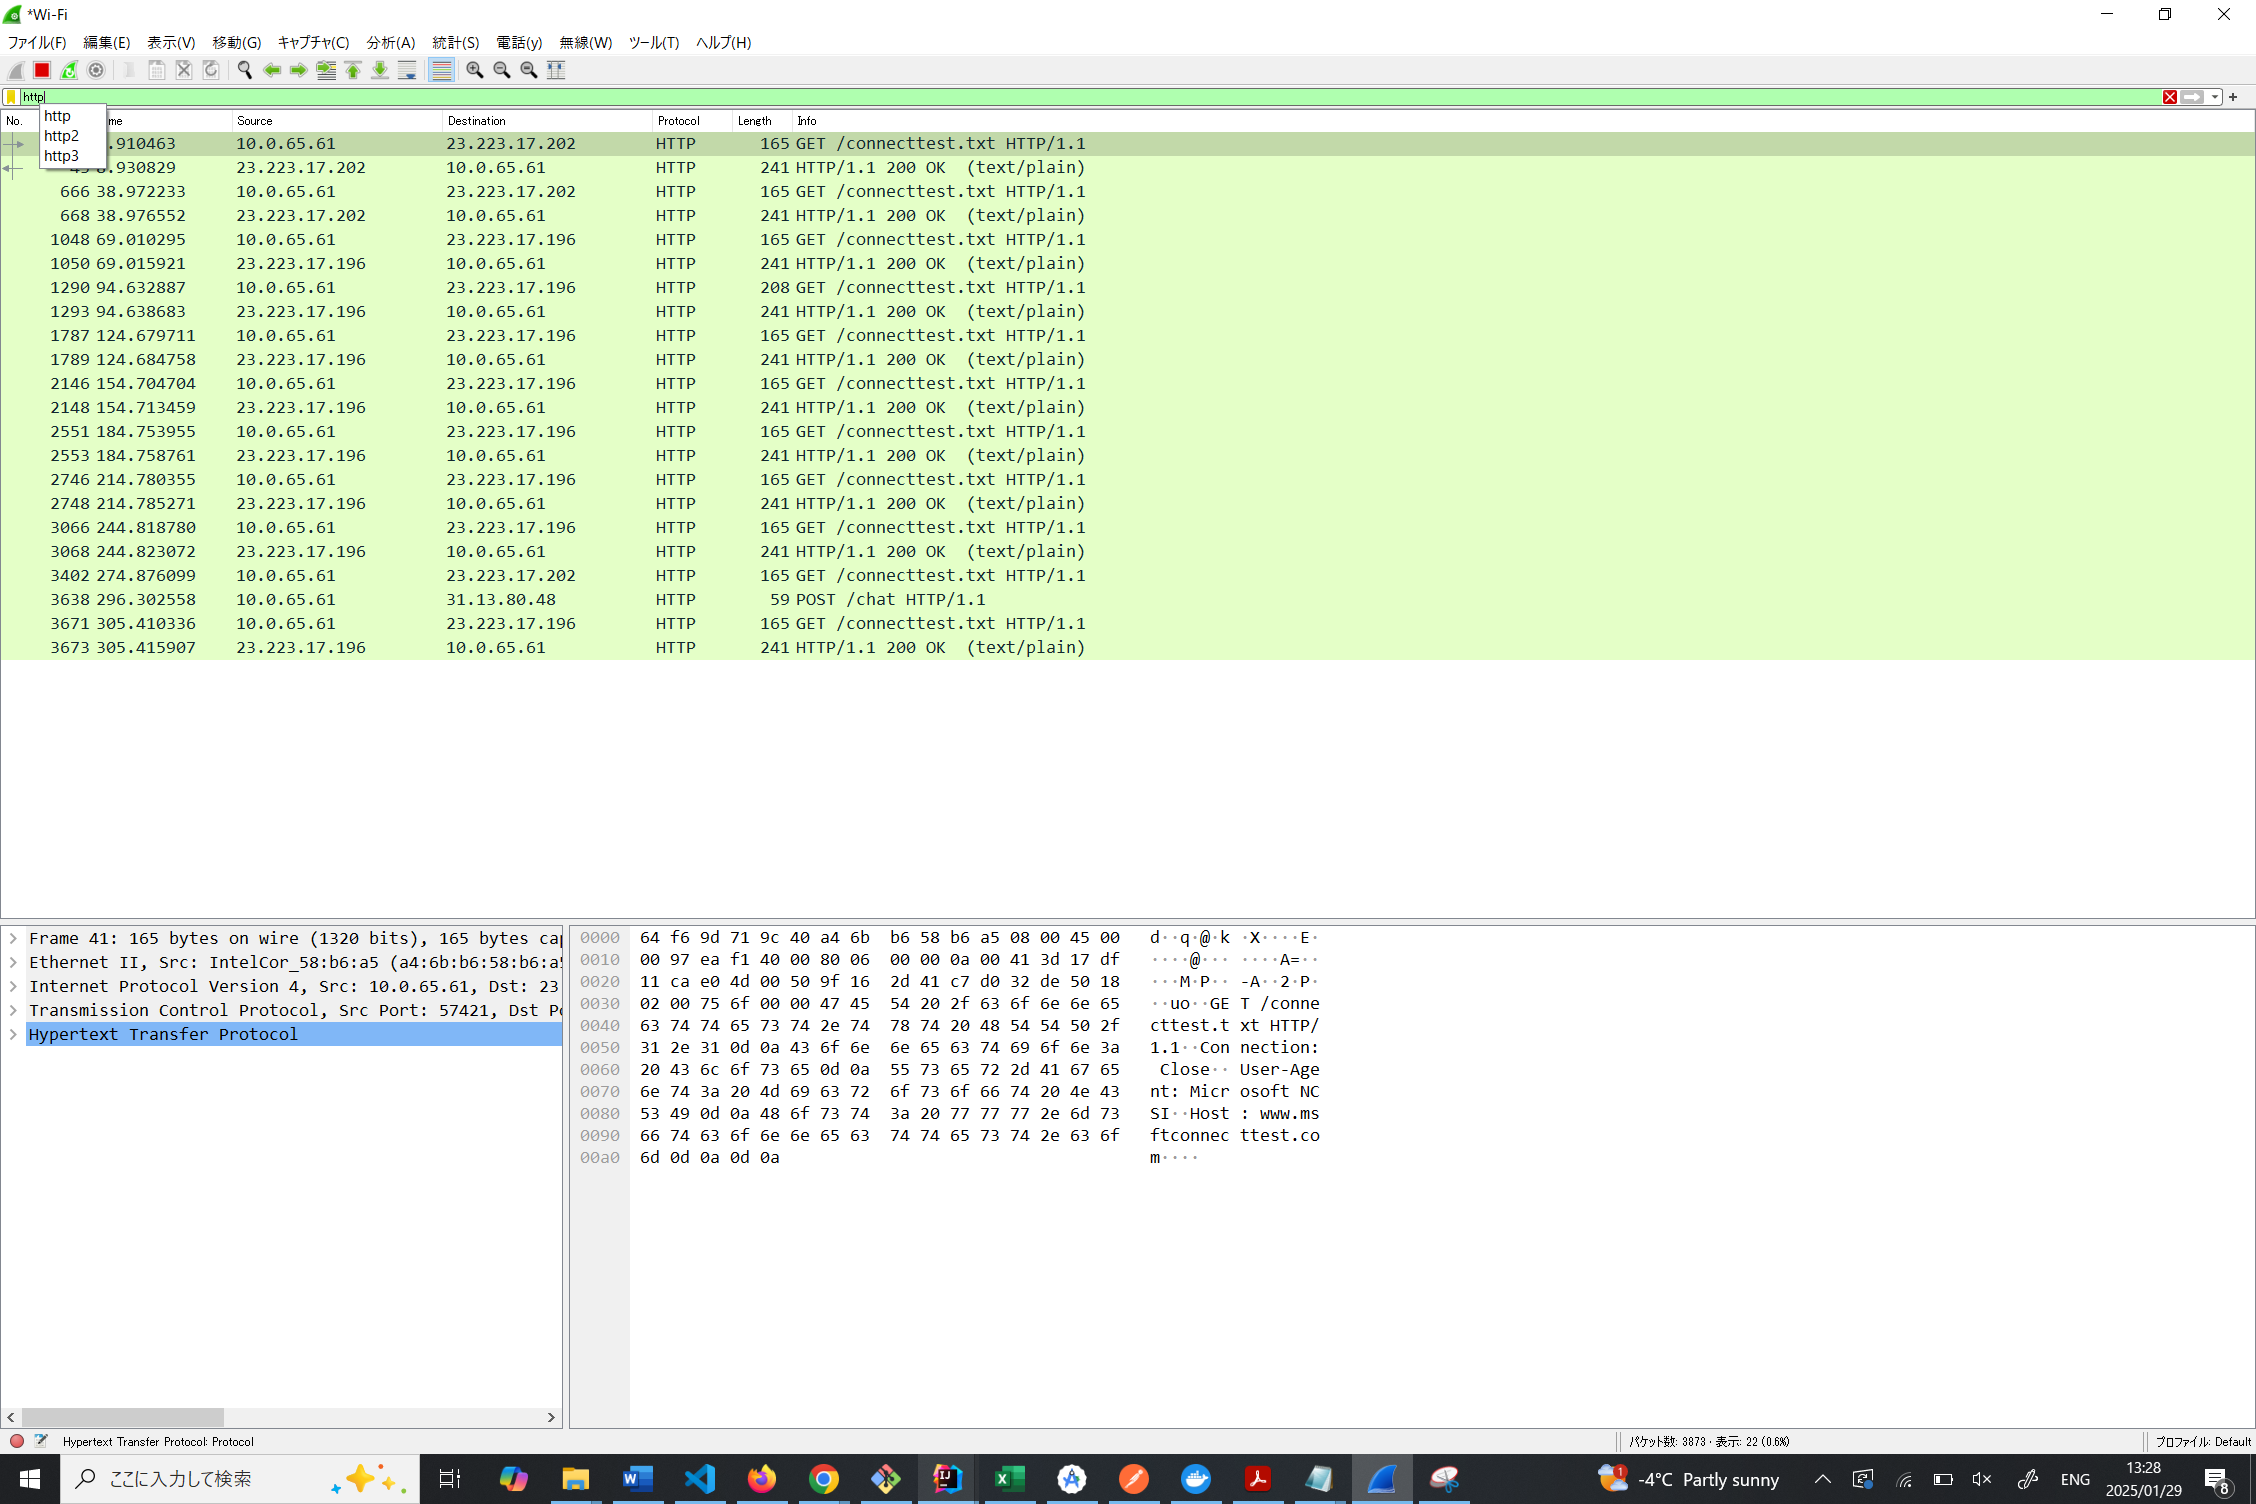 *Wi-Fi
ファイル(F) 編集(E) 表示(V) 移動(G) キャプチャ(C) 分析(A) 統計(S) 電話(y) 無線(W) ツール(T) ヘルプ(H)
http
http
http2
http3
No. me Source Destination Protocol Length Info
.910463 10.0.65.61 23.223.17.202 HTTP 165 GET /connecttest.txt HTTP/1.1
.930829 23.223.17.202 10.0.65.61 HTTP 241 HTTP/1.1 200 OK (text/plain)
666 38.972233 10.0.65.61 23.223.17.202 HTTP 165 GET /connecttest.txt HTTP/1.1
668 38.976552 23.223.17.202 10.0.65.61 HTTP 241 HTTP/1.1 200 OK (text/plain)
1048 69.010295 10.0.65.61 23.223.17.196 HTTP 165 GET /connecttest.txt HTTP/1.1
1050 69.015921 23.223.17.196 10.0.65.61 HTTP 241 HTTP/1.1 200 OK (text/plain)
1290 94.632887 10.0.65.61 23.223.17.196 HTTP 208 GET /connecttest.txt HTTP/1.1
1293 94.638683 23.223.17.196 10.0.65.61 HTTP 241 HTTP/1.1 200 OK (text/plain)
1787 124.679711 10.0.65.61 23.223.17.196 HTTP 165 GET /connecttest.txt HTTP/1.1
1789 124.684758 23.223.17.196 10.0.65.61 HTTP 241 HTTP/1.1 200 OK (text/plain)
2146 154.704704 10.0.65.61 23.223.17.196 HTTP 165 GET /connecttest.txt HTTP/1.1
2148 154.713459 23.223.17.196 10.0.65.61 HTTP 241 HTTP/1.1 200 OK (text/plain)
2551 184.753955 10.0.65.61 23.223.17.196 HTTP 165 GET /connecttest.txt HTTP/1.1
2553 184.758761 23.223.17.196 10.0.65.61 HTTP 241 HTTP/1.1 200 OK (text/plain)
2746 214.780355 10.0.65.61 23.223.17.196 HTTP 165 GET /connecttest.txt HTTP/1.1
2748 214.785271 23.223.17.196 10.0.65.61 HTTP 241 HTTP/1.1 200 OK (text/plain)
3066 244.818780 10.0.65.61 23.223.17.196 HTTP 165 GET /connecttest.txt HTTP/1.1
3068 244.823072 23.223.17.196 10.0.65.61 HTTP 241 HTTP/1.1 200 OK (text/plain)
3402 274.876099 10.0.65.61 23.223.17.202 HTTP 165 GET /connecttest.txt HTTP/1.1
3638 296.302558 10.0.65.61 31.13.80.48 HTTP 59 POST /chat HTTP/1.1
3671 305.410336 10.0.65.61 23.223.17.196 HTTP 165 GET /connecttest.txt HTTP/1.1
3673 305.415907 23.223.17.196 10.0.65.61 HTTP 241 HTTP/1.1 200 OK (text/plain)
Frame 41: 165 bytes on wire (1320 bits), 165 bytes cap
Ethernet II, Src: IntelCor_58:b6:a5 (a4:6b:b6:58:b6:a5
Internet Protocol Version 4, Src: 10.0.65.61, Dst: 23
Transmission Control Protocol, Src Port: 57421, Dst Po
Hypertext Transfer Protocol
0000 64 f6 9d 71 9c 40 a4 6b b6 58 b6 a5 08 00 45 00 d··q·@·k ·X····E·
0010 00 97 ea f1 40 00 80 06 00 00 0a 00 41 3d 17 df ····@··· ····A=··
0020 11 ca e0 4d 00 50 9f 16 2d 41 c7 d0 32 de 50 18 ···M·P·· -A··2·P·
0030 02 00 75 6f 00 00 47 45 54 20 2f 63 6f 6e 6e 65 ··uo··GE T /conne
0040 63 74 74 65 73 74 2e 74 78 74 20 48 54 54 50 2f cttest.t xt HTTP/
0050 31 2e 31 0d 0a 43 6f 6e 6e 65 63 74 69 6f 6e 3a 1.1··Con nection:
0060 20 43 6c 6f 73 65 0d 0a 55 73 65 72 2d 41 67 65 Close·· User-Age
0070 6e 74 3a 20 4d 69 63 72 6f 73 6f 66 74 20 4e 43 nt: Micr osoft NC
0080 53 49 0d 0a 48 6f 73 74 3a 20 77 77 77 2e 6d 73 SI··Host : www.ms
0090 66 74 63 6f 6e 6e 65 63 74 74 65 73 74 2e 63 6f ftconnec ttest.co
00a0 6d 0d 0a 0d 0a m····
Hypertext Transfer Protocol: Protocol パケット数: 3873 · 表示: 22 (0.6%) プロファイル: Default
ここに入力して検索 1 -4°C Partly sunny ENG 13:28
2025/01/29 8